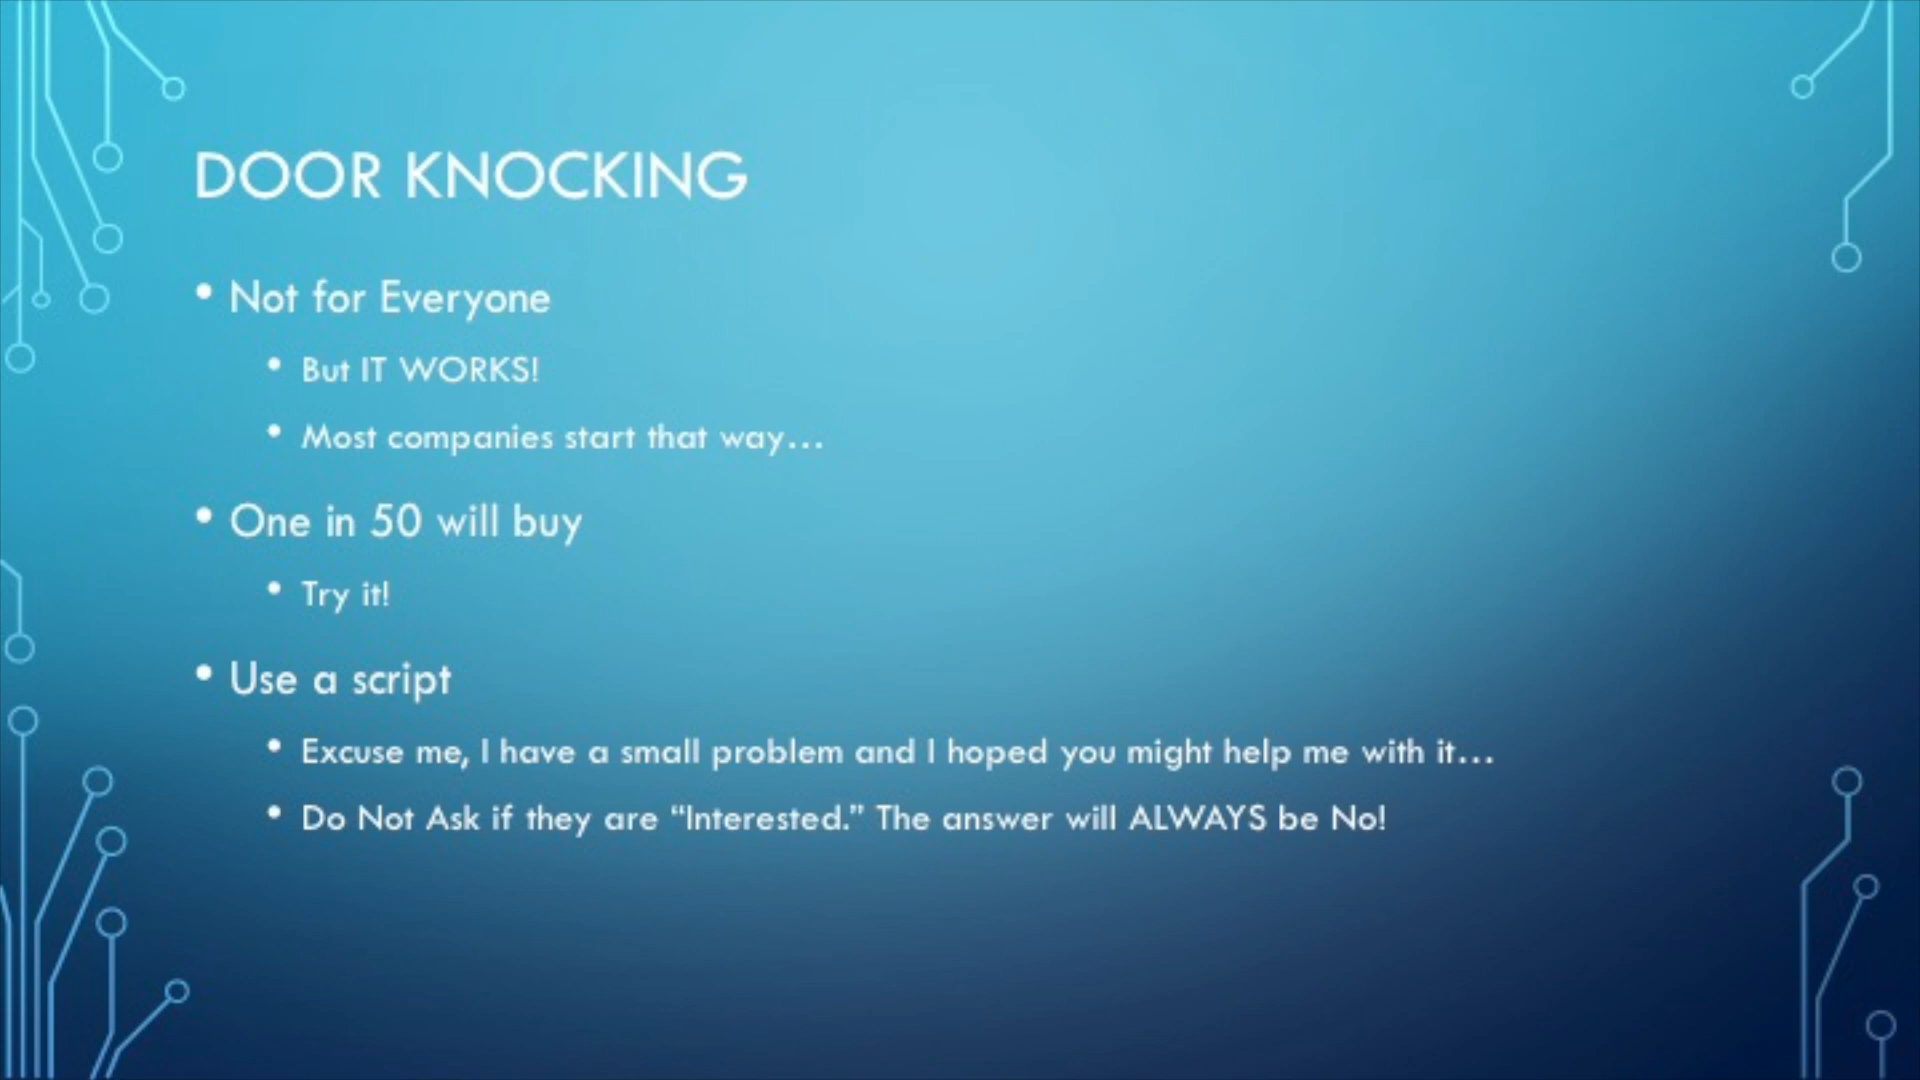 DOOR KNOCKING
• Not for Everyone
• But IT WORKS!
• Most companies start that way...
• One in 50 will buy
• Try it!
• Use a script
• Excuse me, I have a small problem and I hoped you might help me with it...
• Do Not Ask if they are “Interested.” The answer will ALWAYS be No!